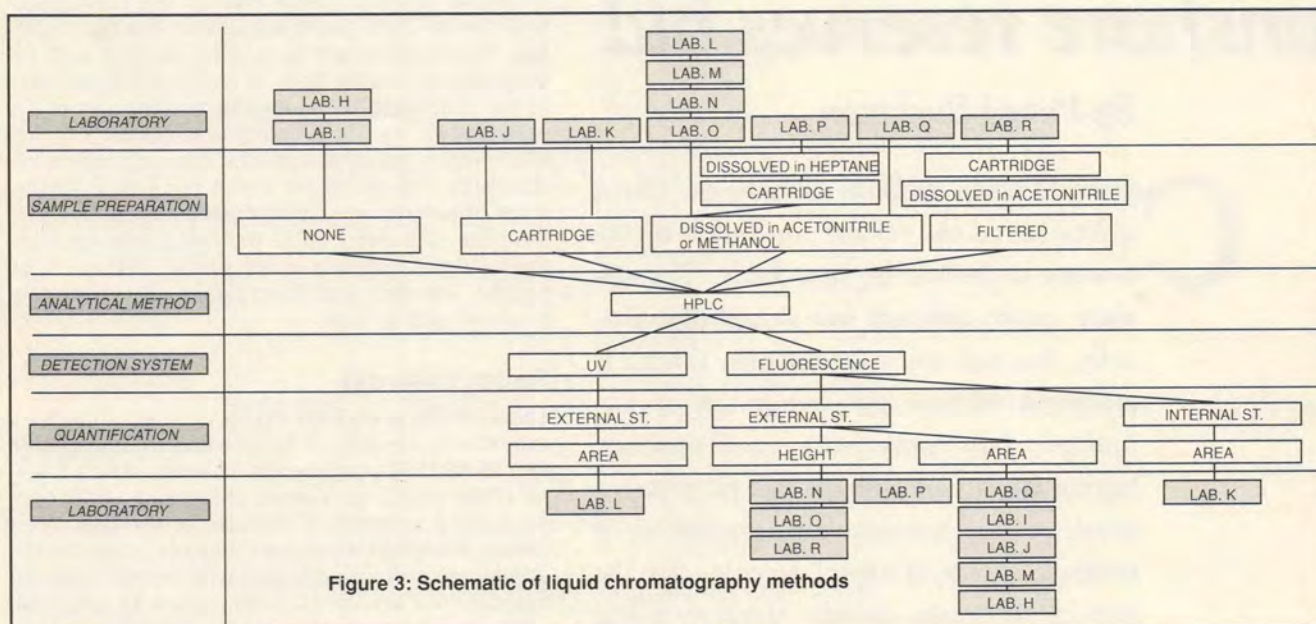 LAB. L
LAB. M
LAB. H
LAB. N
LABORATORY
LAB. I
LAB. J
LAB. K
LAB. O
LAB. P
LAB. Q
LAB. R
DISSOLVED in HEPTANE
CARTRIDGE
SAMPLE PREPARATION
CARTRIDGE
DISSOLVED in ACETONITRILE
NONE
CARTRIDGE
DISSOLVED in ACETONITRILE
or METHANOL
FILTERED
ANALYTICAL METHOD
HPLC
DETECTION SYSTEM
UV
FLUORESCENCE
QUANTIFICATION
EXTERNAL ST.
EXTERNAL ST.
INTERNAL ST.
AREA
HEIGHT
AREA
AREA
LABORATORY
LAB. L
LAB. N
LAB. P
LAB. Q
LAB. K
LAB. O
LAB. I
LAB. R
LAB. J
LAB. M
LAB. H
Figure 3: Schematic of liquid chromatography methods